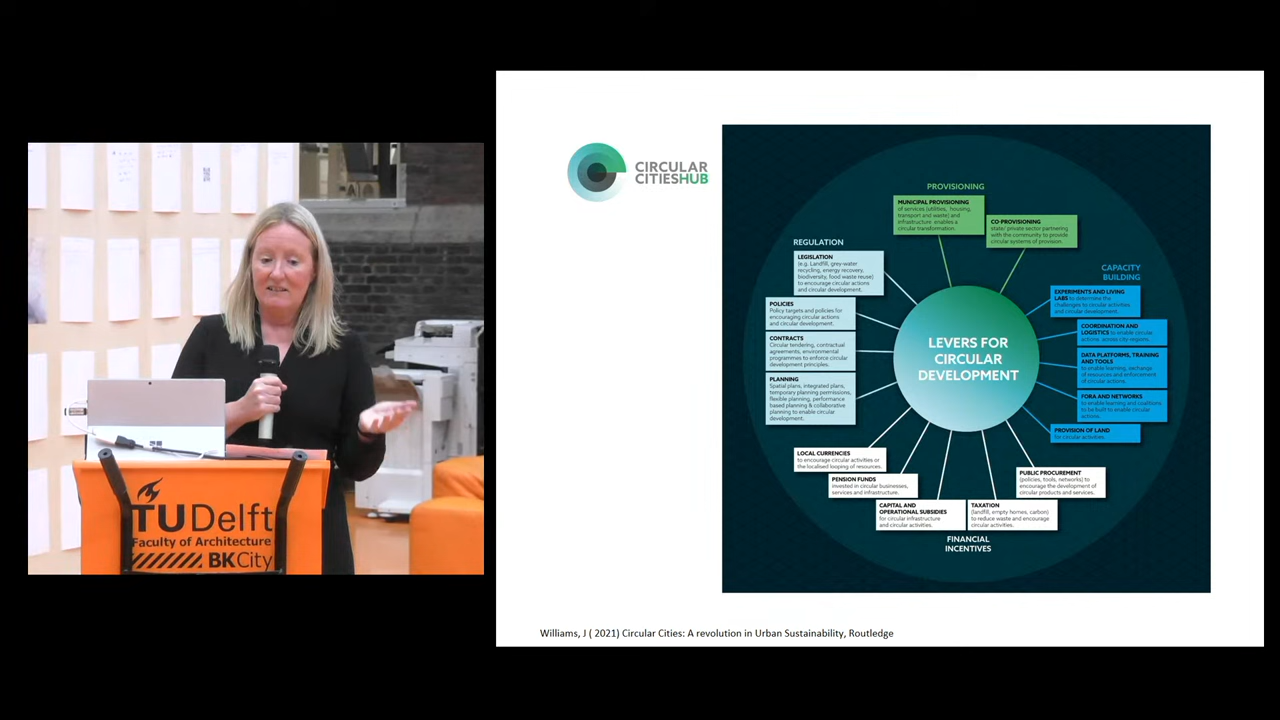 TUDelft
Faculty of Architecture
BKCity
CIRCULAR
CITIESHUB
PROVISIONING
MUNICIPAL PROVISIONING
of services (utilities, housing,
transport and waste) and
infrastructure enables a
circular transformation.
CO-PROVISIONING
state/ private sector partnering
with the community to provide
circular systems of provision.
REGULATION
LEGISLATION
(e.g. Landfill, grey-water
recycling, energy recovery,
biodiversity, food waste reuse)
to encourage circular actions
and circular development.
POLICIES
Policy targets and policies for
encouraging circular actions
and circular development.
CONTRACTS
Circular tendering, contractual
agreements, environmental
programmes to enforce circular
development principles.
PLANNING
Spatial plans, integrated plans,
temporary planning permissions,
flexible planning, performance
based planning & collaborative
planning to enable circular
development.
CAPACITY
BUILDING
EXPERIMENTS AND LIVING
LABS to determine the
challenges to circular activities
and circular development.
COORDINATION AND
LOGISTICS to enable circular
actions, across city-regions.
DATA PLATFORMS, TRAINING
AND TOOLS
to enable learning, exchange
of resources and enforcement
of circular actions.
FORA AND NETWORKS
to enable learning and coalitions
to be built to enable circular
actions.
PROVISION OF LAND
for circular activities.
LEVERS FOR
CIRCULAR
DEVELOPMENT
LOCAL CURRENCIES
to encourage circular activities or
the localised looping of resources.
PENSION FUNDS
invested in circular businesses,
services and infrastructure.
CAPITAL AND
OPERATIONAL SUBSIDIES
for circular infrastructure
and circular activities.
TAXATION
(landfill, empty homes, carbon)
to reduce waste and encourage
circular activities.
PUBLIC PROCUREMENT
(policies, tools, networks) to
encourage the development of
circular products and services.
FINANCIAL
INCENTIVES
Williams, J ( 2021) Circular Cities: A revolution in Urban Sustainability, Routledge